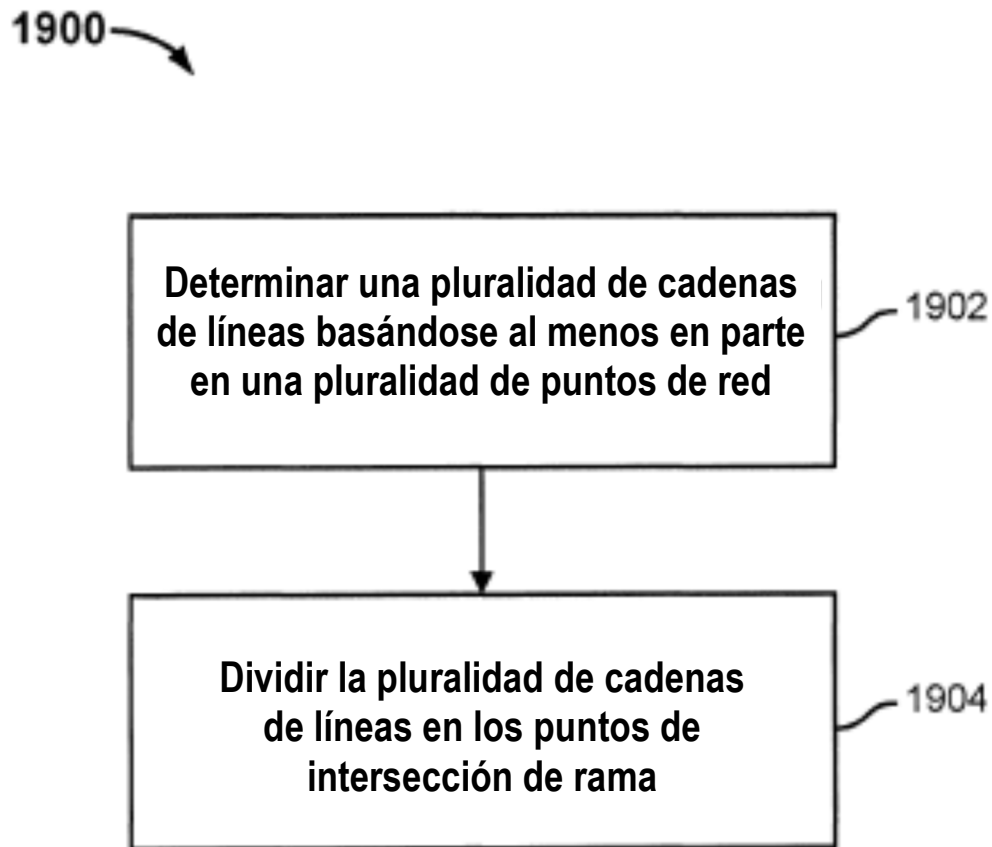 1900
Determinar una pluralidad de cadenas
de líneas basándose al menos en parte
en una pluralidad de puntos de red
1902
Dividir la pluralidad de cadenas
de líneas en los puntos de
intersección de rama
1904